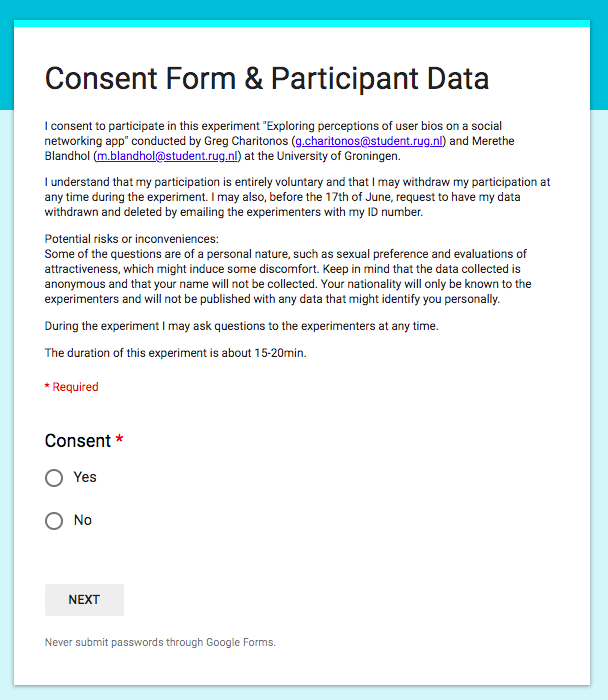 Consent Form & Participant Data
I consent to participate in this experiment "Exploring perceptions of user bios on a social
networking app" conducted by Greg Charitonos (g.charitonos@student.rug.nl) and Merethe
Blandhol (m.blandhol@student.rug.nl) at the University of Groningen.
I understand that my participation is entirely voluntary and that I may withdraw my participation at
any time during the experiment. I may also, before the 17th of June, request to have my data
withdrawn and deleted by emailing the experimenters with my ID number.
Potential risks or inconveniences:
Some of the questions are of a personal nature, such as sexual preference and evaluations of
attractiveness, which might induce some discomfort. Keep in mind that the data collected is
anonymous and that your name will not be collected. Your nationality will only be known to the
experimenters and will not be published with any data that might identify you personally.
During the experiment I may ask questions to the experimenters at any time.
The duration of this experiment is about 15-20min.
* Required
Consent *
Yes
No
NEXT
Never submit passwords through Google Forms.